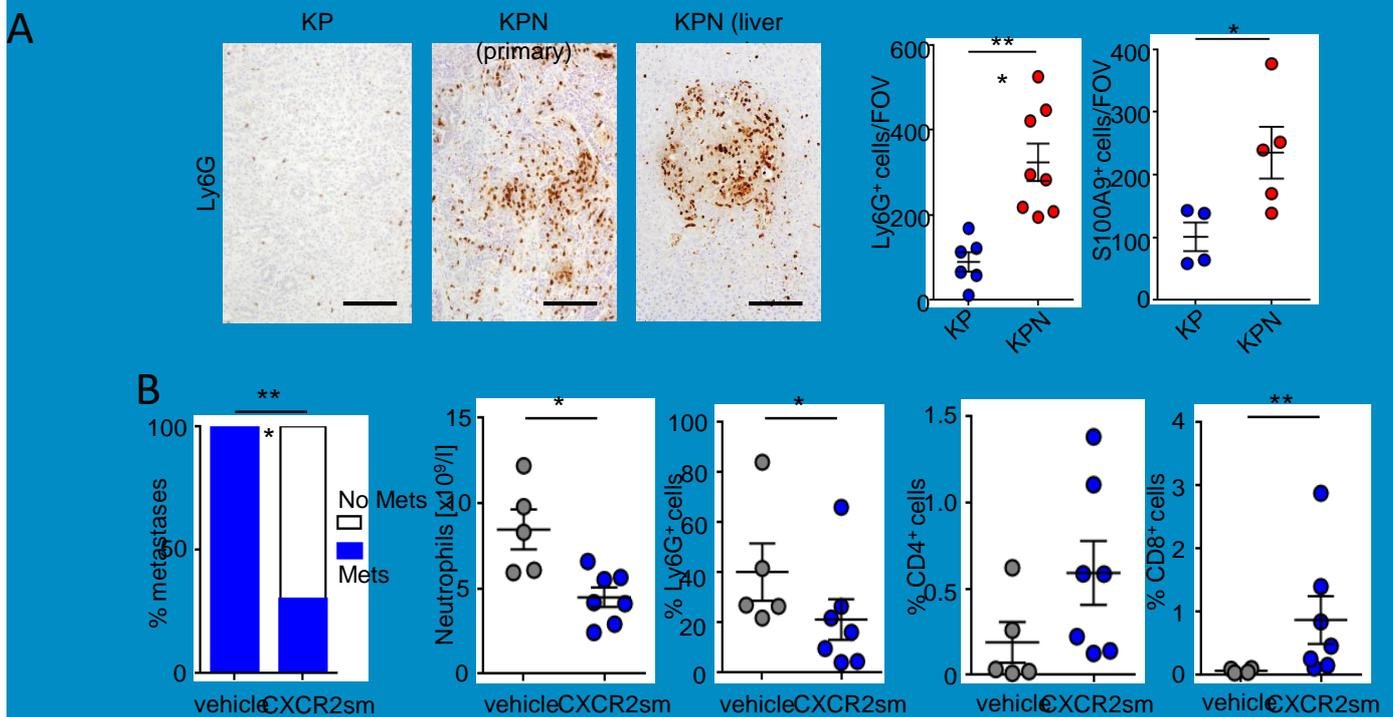 A
KP
KPN
(primary)
KPN (liver
Ly6G
Ly6G⁺ cells/FOV
600
400
200
0
**
*
KP
KPN
S100A9⁺ cells/FOV
400
300
200
100
0
*
KP
KPN
B
% metastases
100
50
0
**
*
No Mets
Mets
vehicle
CXCR2sm
Neutrophils [x10⁹/l]
15
10
5
0
*
vehicle
CXCR2sm
% Ly6G⁺ cells
100
80
60
40
20
0
*
vehicle
CXCR2sm
% CD4⁺ cells
1.5
1.0
0.5
0
vehicle
CXCR2sm
% CD8⁺ cells
4
3
2
1
0
**
vehicle
CXCR2sm